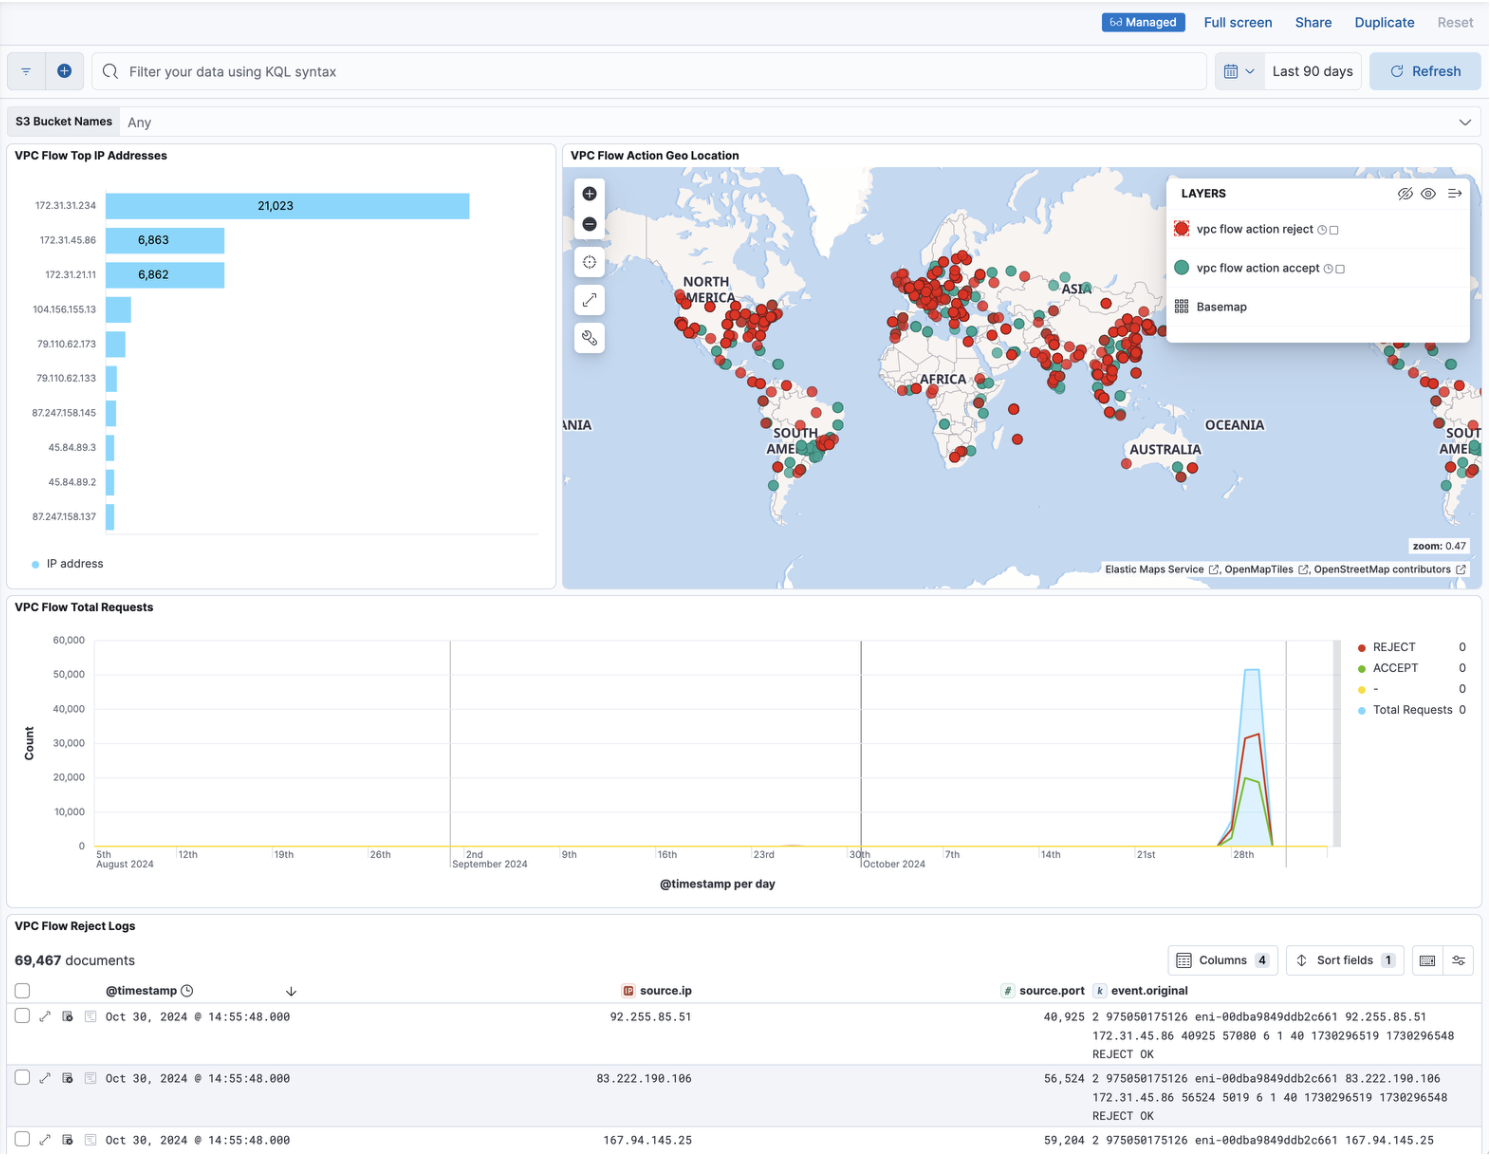 Managed Full screen Share Duplicate Reset
Filter your data using KQL syntax Last 90 days Refresh
S3 Bucket Names Any
VPC Flow Top IP Addresses
172.31.31.234 21,023
172.31.45.86 6,863
172.31.21.11 6,862
104.156.155.13
79.110.62.173
79.110.62.133
87.247.158.145
45.84.89.3
45.84.89.2
87.247.158.137
IP address
VPC Flow Action Geo Location
LAYERS
vpc flow action reject
vpc flow action accept
Basemap
NORTH
MERICA
ASIA
AFRICA
ANIA
OCEANIA
SOUTH
AME
AUSTRALIA
SOUT
AME
zoom: 0.47
Elastic Maps Service , OpenMapTiles , OpenStreetMap contributors
VPC Flow Total Requests
60,000
50,000
40,000
30,000
20,000
10,000
0
Count
5th 12th 19th 26th 2nd 9th 16th 23rd 30th 7th 14th 21st 28th
August 2024 September 2024 October 2024
@timestamp per day
REJECT 0
ACCEPT 0
- 0
Total Requests 0
VPC Flow Reject Logs
69,467 documents Columns 4 Sort fields 1
@timestamp source.ip # source.port k event.original
Oct 30, 2024 @ 14:55:48.000 92.255.85.51 40,925 2 975050175126 eni-00dba9849ddb2c661 92.255.85.51
172.31.45.86 40925 57080 6 1 40 1730296519 1730296548
REJECT OK
Oct 30, 2024 @ 14:55:48.000 83.222.190.106 56,524 2 975050175126 eni-00dba9849ddb2c661 83.222.190.106
172.31.45.86 56524 5019 6 1 40 1730296519 1730296548
REJECT OK
Oct 30, 2024 @ 14:55:48.000 167.94.145.25 59,204 2 975050175126 eni-00dba9849ddb2c661 167.94.145.25